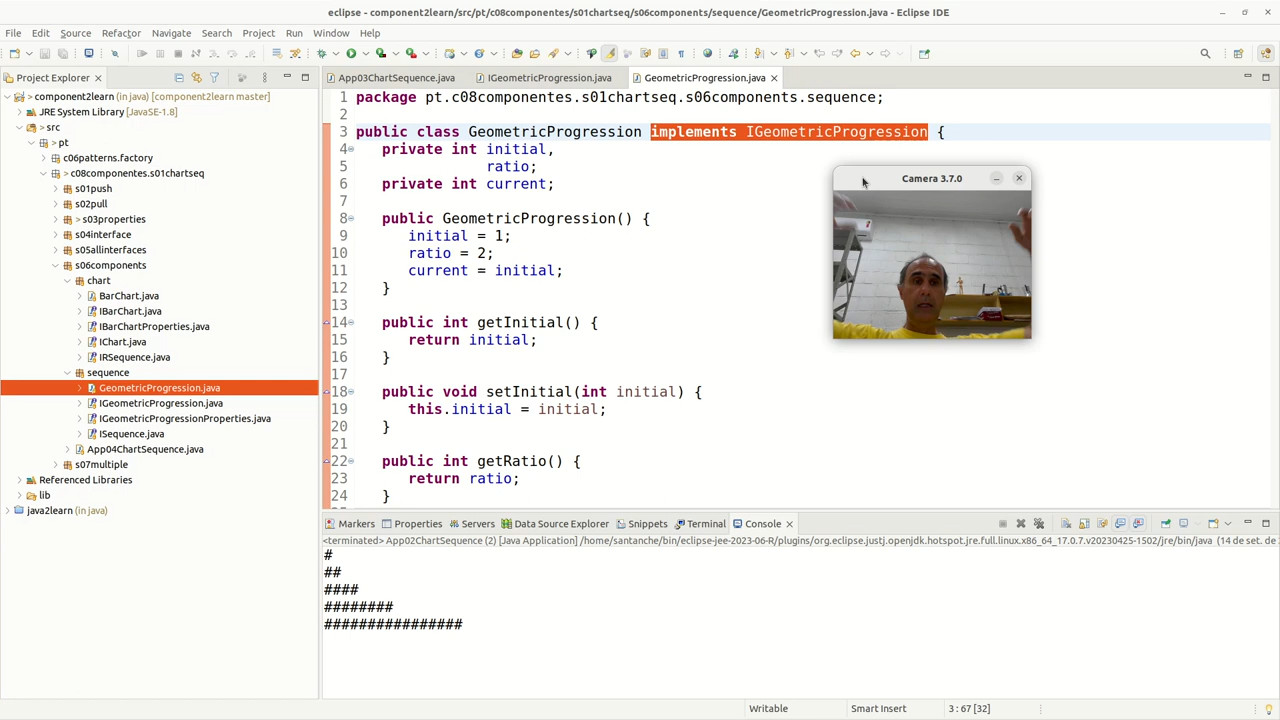 eclipse - component2learn/src/pt/c08componentes/s01chartseq/s06components/sequence/GeometricProgression.java - Eclipse IDE
File Edit Source Refactor Navigate Search Project Run Window Help
Project Explorer
component2learn (in java) [component2learn master]
JRE System Library [JavaSE-1.8]
> src
pt
c06patterns.factory
> c08componentes.s01chartseq
s01push
s02pull
> s03properties
s04interface
s05allinterfaces
s06components
chart
BarChart.java
IBarChart.java
IBarChartProperties.java
IChart.java
IRSequence.java
sequence
GeometricProgression.java
IGeometricProgression.java
IGeometricProgressionProperties.java
ISequence.java
App04ChartSequence.java
s07multiple
Referenced Libraries
lib
java2learn (in java)
App03ChartSequence.java
IGeometricProgression.java
GeometricProgression.java
1 package pt.c08componentes.s01chartseq.s06components.sequence;
2
3 public class GeometricProgression implements IGeometricProgression {
4 private int initial,
5 ratio;
6 private int current;
7
8 public GeometricProgression() {
9 initial = 1;
10 ratio = 2;
11 current = initial;
12 }
13
14 public int getInitial() {
15 return initial;
16 }
17
18 public void setInitial(int initial) {
19 this.initial = initial;
20 }
21
22 public int getRatio() {
23 return ratio;
24 }
Camera 3.7.0
Markers Properties Servers Data Source Explorer Snippets Terminal Console
<terminated> App02ChartSequence (2) [Java Application] /home/santanche/bin/eclipse-jee-2023-06-R/plugins/org.eclipse.justj.openjdk.hotspot.jre.full.linux.x86_64_17.0.7.v20230425-1502/jre/bin/java (14 de set. de
#
##
####
########
################
Writable Smart Insert 3 : 67 [32]